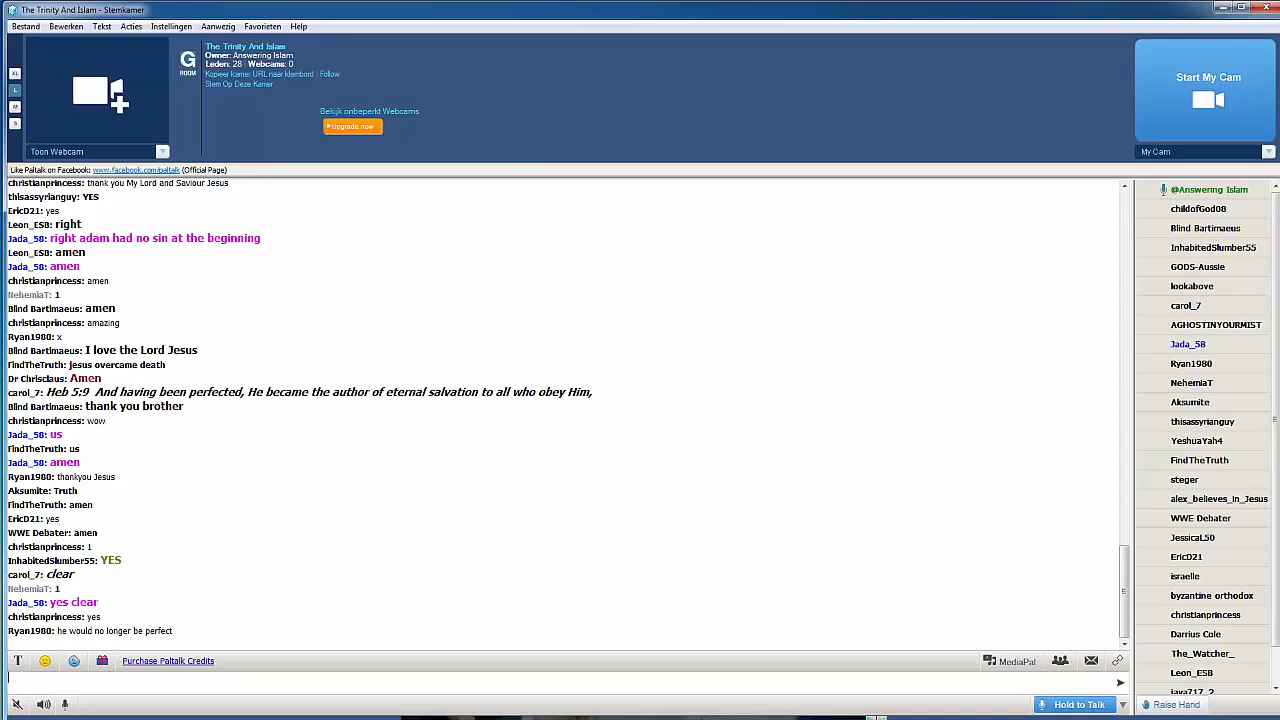 The Trinity And Islam - Stemkamer
Bestand Bewerken Tekst Acties Instellingen Aanwezig Favorieten Help
XL
L
M
S
Toon Webcam
G
ROOM
The Trinity And Islam
Owner: Answering Islam
Leden: 28 Webcams: 0
Kopieer kamer URL naar klembord | Follow
Stem Op Deze Kamer
Bekijk onbeperkt Webcams
Upgrade now
Start My Cam
My Cam
Like Paltalk on Facebook: www.facebook.com/paltalk (Official Page)
christianprincess: thank you My Lord and Saviour Jesus
thisassyrianguy: YES
EricD21: yes
Leon_ESB: right
Jada_58: right adam had no sin at the beginning
Leon_ESB: amen
Jada_58: amen
christianprincess: amen
NehemiaT: 1
Blind Bartimaeus: amen
christianprincess: amazing
Ryan1980: x
Blind Bartimaeus: I love the Lord Jesus
FindTheTruth: jesus overcame death
Dr Chrisclaus: Amen
carol_7: Heb 5:9 And having been perfected, He became the author of eternal salvation to all who obey Him,
Blind Bartimaeus: thank you brother
christianprincess: wow
Jada_58: us
FindTheTruth: us
Jada_58: amen
Ryan1980: thankyou Jesus
Aksumite: Truth
FindTheTruth: amen
EricD21: yes
WWE Debater: amen
christianprincess: 1
InhabitedSlumber55: YES
carol_7: clear
NehemiaT: 1
Jada_58: yes clear
christianprincess: yes
Ryan1980: he would no longer be perfect
@Answering Islam
childofGod08
Blind Bartimaeus
InhabitedSlumber55
GODS-Aussie
lookabove
carol_7
AGHOSTINYOURMIST
Jada_58
Ryan1980
NehemiaT
Aksumite
thisassyrianguy
YeshuaYah4
FindTheTruth
steger
alex_believes_in_Jesus
WWE Debater
JessicaL50
EricD21
israelle
byzantine orthodox
christianprincess
Darrius Cole
The_Watcher_
Leon_ESB
T Purchase Paltalk Credits MediaPal
Hold to Talk
Raise Hand